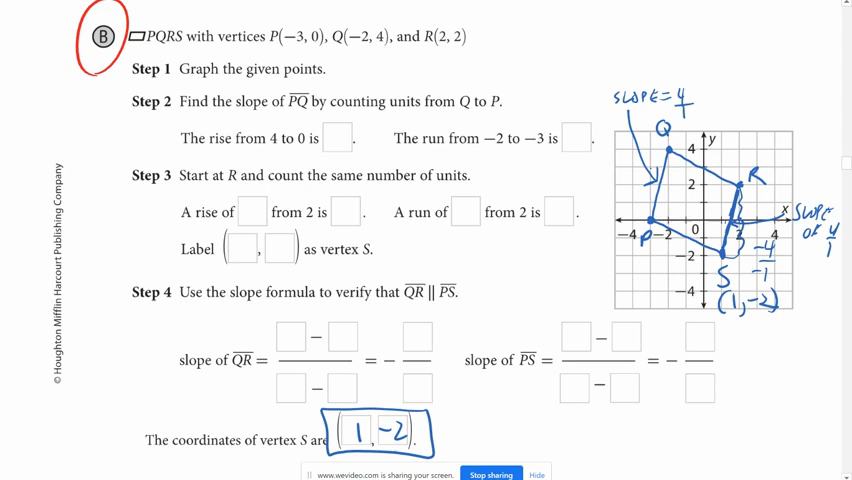 B ▱PQRS with vertices P(−3, 0), Q(−2, 4), and R(2, 2)
Step 1 Graph the given points.
Step 2 Find the slope of PQ by counting units from Q to P.
The rise from 4 to 0 is . The run from −2 to −3 is .
Step 3 Start at R and count the same number of units.
A rise of from 2 is . A run of from 2 is .
Label ( , ) as vertex S.
Step 4 Use the slope formula to verify that QR || PS.
slope of QR = − − = − slope of PS = − − = −
The coordinates of vertex S are (1, −2).
© Houghton Mifflin Harcourt Publishing Company
SLOPE = 4/1
Q
y
4
R
2
x
SLOPE OF 4/1
−4 −2 0 2 4
P
−2
−4/−1
S
−4
(1, −2)
www.wevideo.com is sharing your screen. Stop sharing Hide